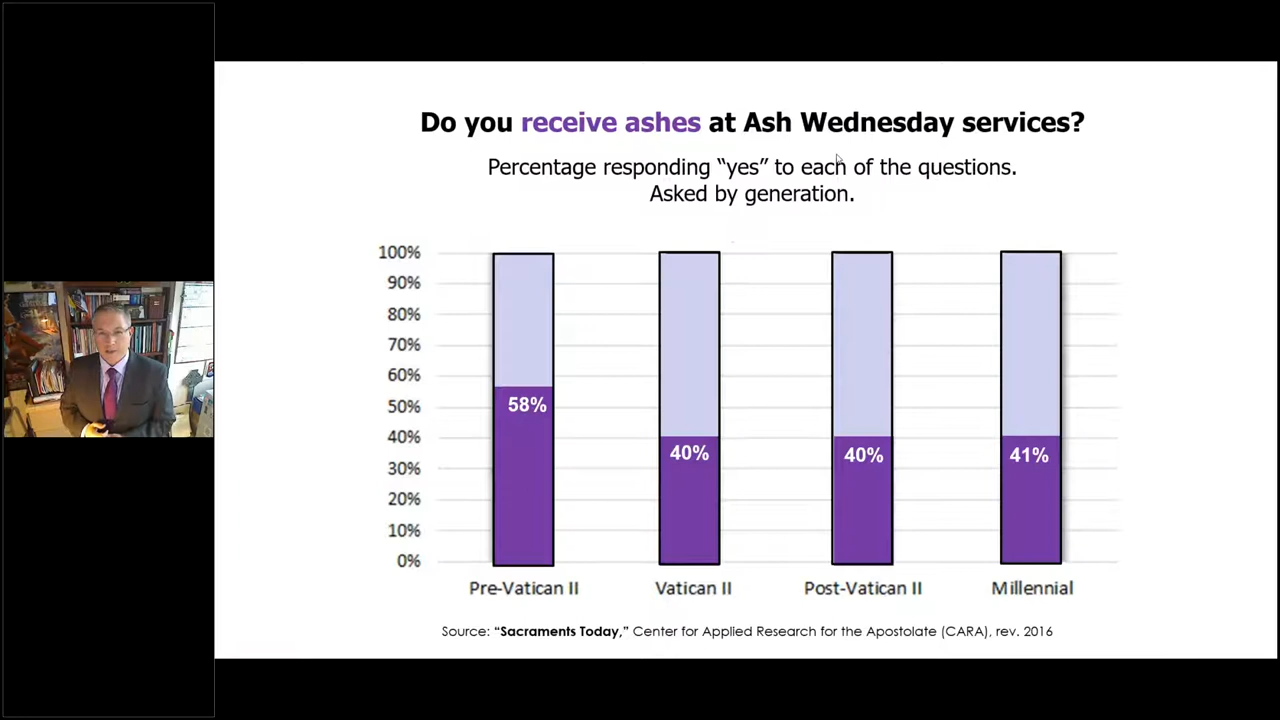 Do you receive ashes at Ash Wednesday services?
Percentage responding “yes” to each of the questions.
Asked by generation.
100%
90%
80%
70%
60%
50%
40%
30%
20%
10%
0%
58%
40%
40%
41%
Pre-Vatican II
Vatican II
Post-Vatican II
Millennial
Source: “Sacraments Today,” Center for Applied Research for the Apostolate (CARA), rev. 2016